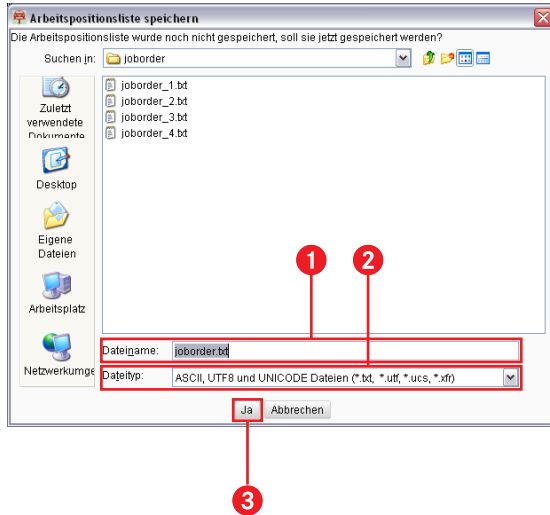 Arbeitspositionsliste speichern
Die Arbeitspositionsliste wurde noch nicht gespeichert, soll sie jetzt gespeichert werden?
Suchen in: joborder
joborder_1.txt
joborder_2.txt
joborder_3.txt
joborder_4.txt
Zuletzt
verwendete
Dokumente
Desktop
Eigene
Dateien
Arbeitsplatz
Netzwerkumge
1
2
Dateiname: joborder.txt
Dateityp: ASCII, UTF8 und UNICODE Dateien (*.txt, *.utf, *.ucs, *.xfr)
Ja Abbrechen
3